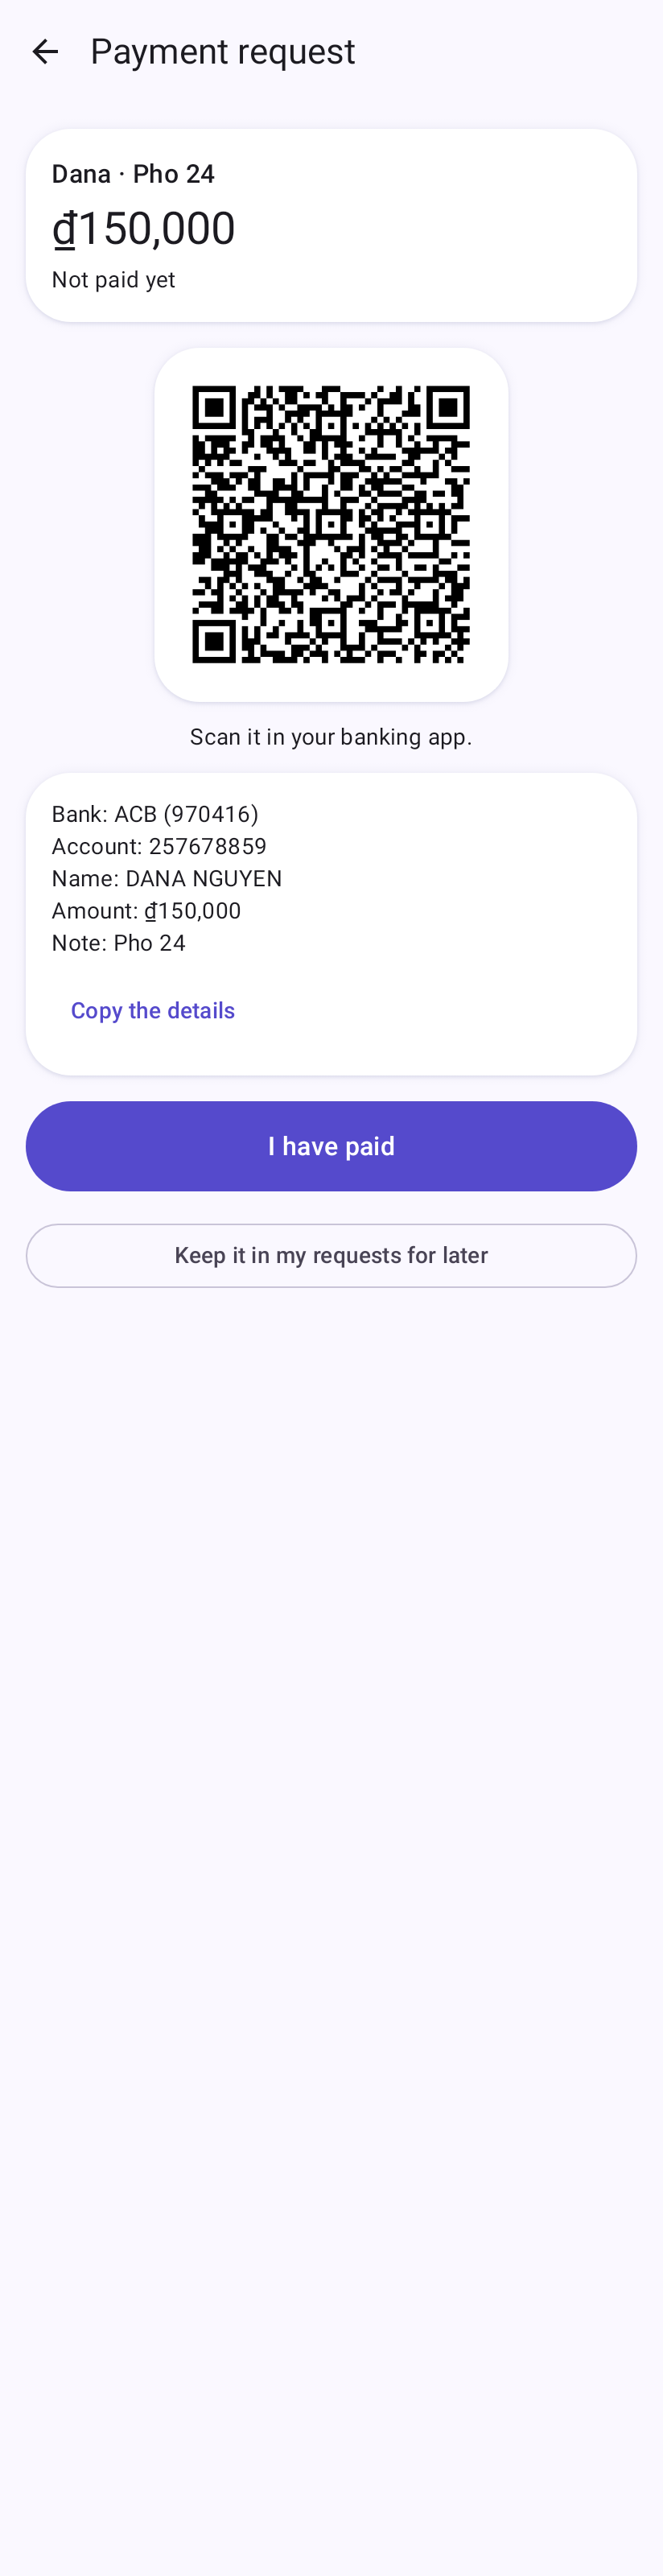 Payment request
Dana · Pho 24
₫150,000
Not paid yet
Scan it in your banking app.
Bank: ACB (970416)
Account: 257678859
Name: DANA NGUYEN
Amount: ₫150,000
Note: Pho 24
Copy the details
I have paid
Keep it in my requests for later